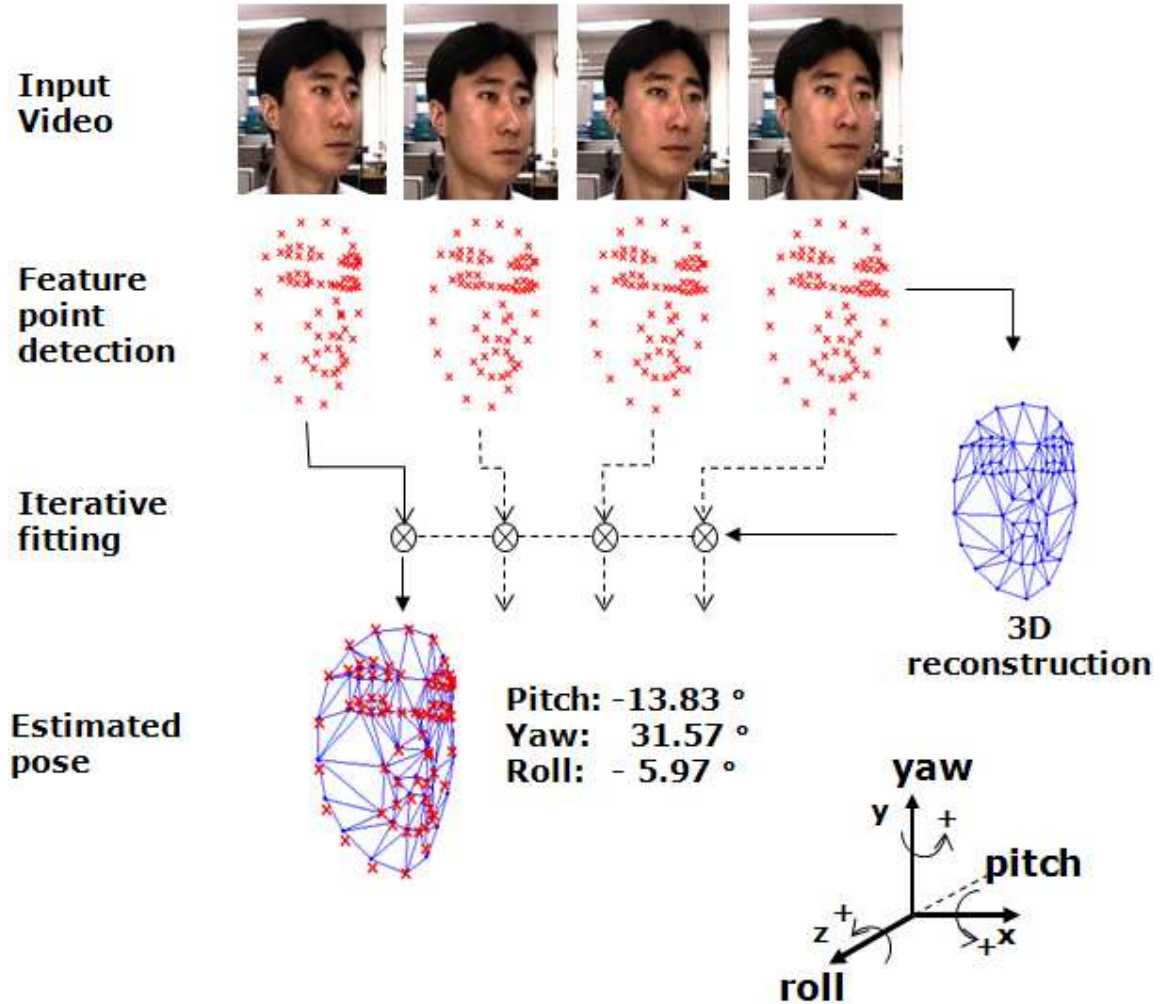 Input
Video
Feature
point
detection
Iterative
fitting
3D
reconstruction
Estimated
pose
Pitch: -13.83 °
Yaw: 31.57 °
Roll: - 5.97 °
yaw
y
+
pitch
+
z
+
x
roll